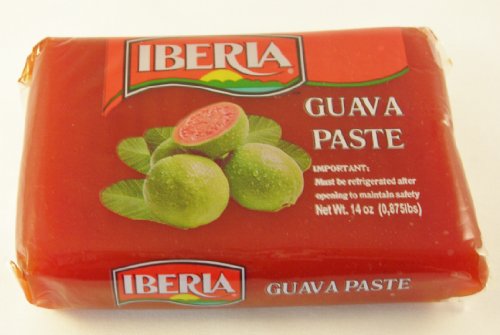 IBERIA
GUAVA
PASTE
IMPORTANT:
Must be refrigerated after
opening to maintain safety
Net Wt. 14 oz (0,875lbs)
IBERIA
GUAVA PASTE